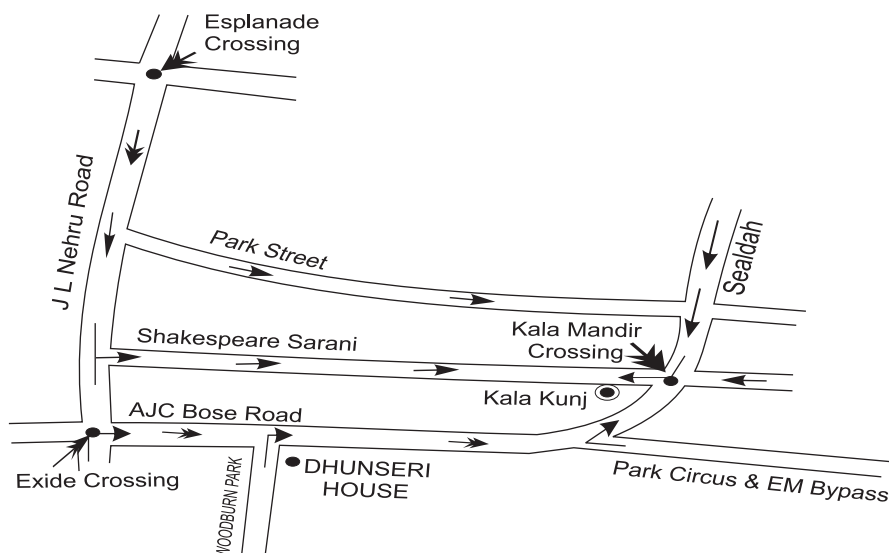 Esplanade
Crossing
J L Nehru Road
Park Street
Sealdah
Shakespeare Sarani
Kala Mandir
Crossing
Kala Kunj
AJC Bose Road
Exide Crossing
WOODBURN PARK
DHUNSERI
HOUSE
Park Circus & EM Bypass